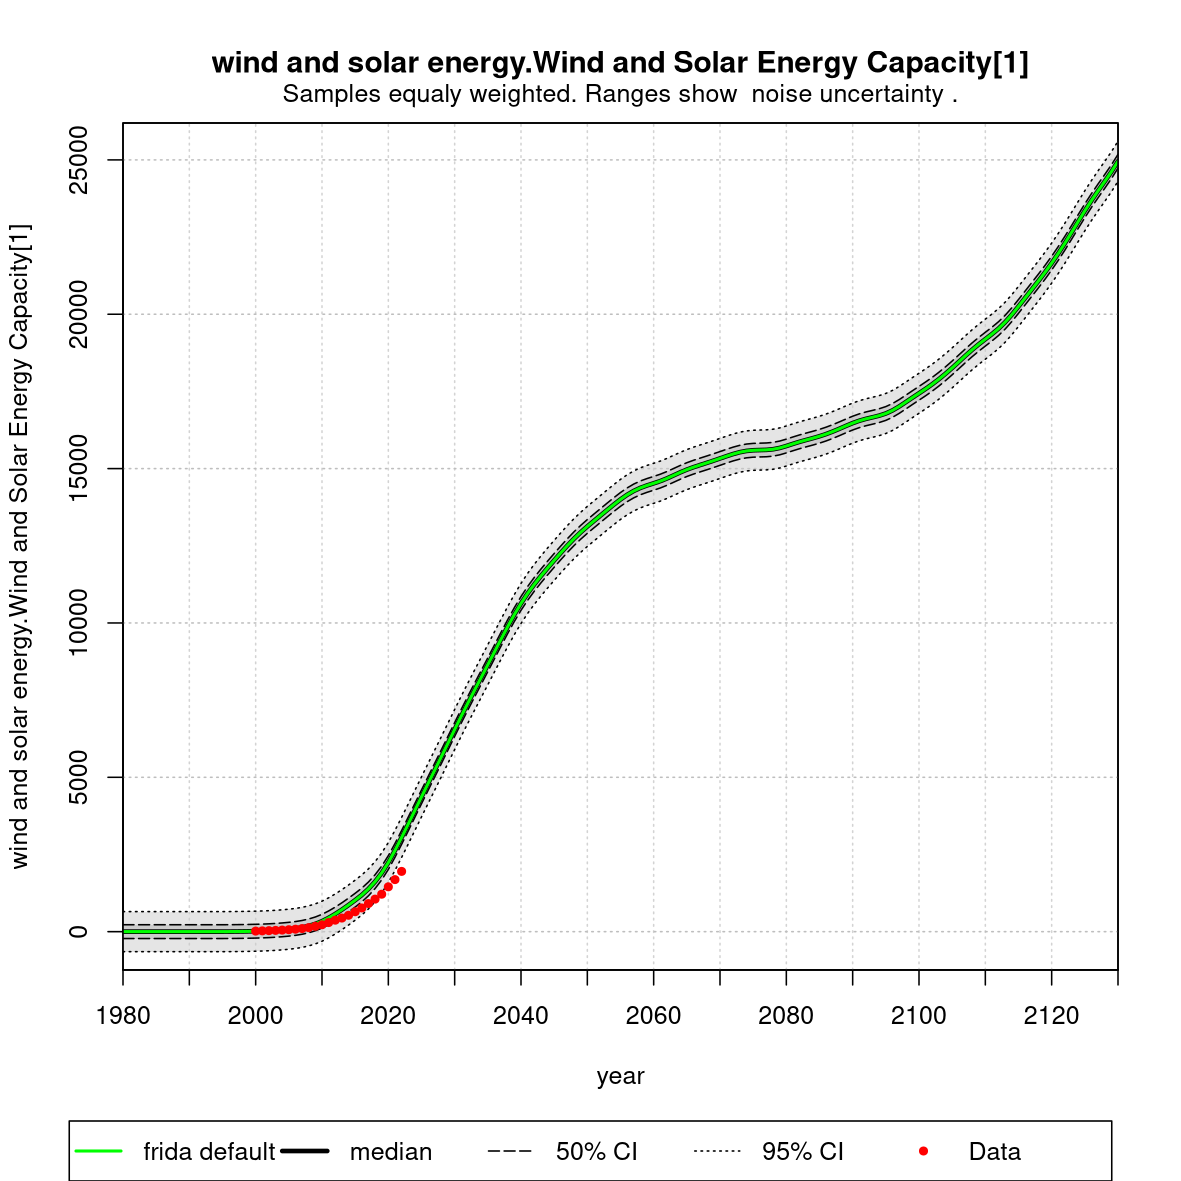 wind and solar energy.Wind and Solar Energy Capacity[1]
Samples equaly weighted. Ranges show  noise uncertainty .
wind and solar energy.Wind and Solar Energy Capacity[1]
25000
20000
15000
10000
5000
0
1980 2000 2020 2040 2060 2080 2100 2120
year
frida default median 50% CI 95% CI Data